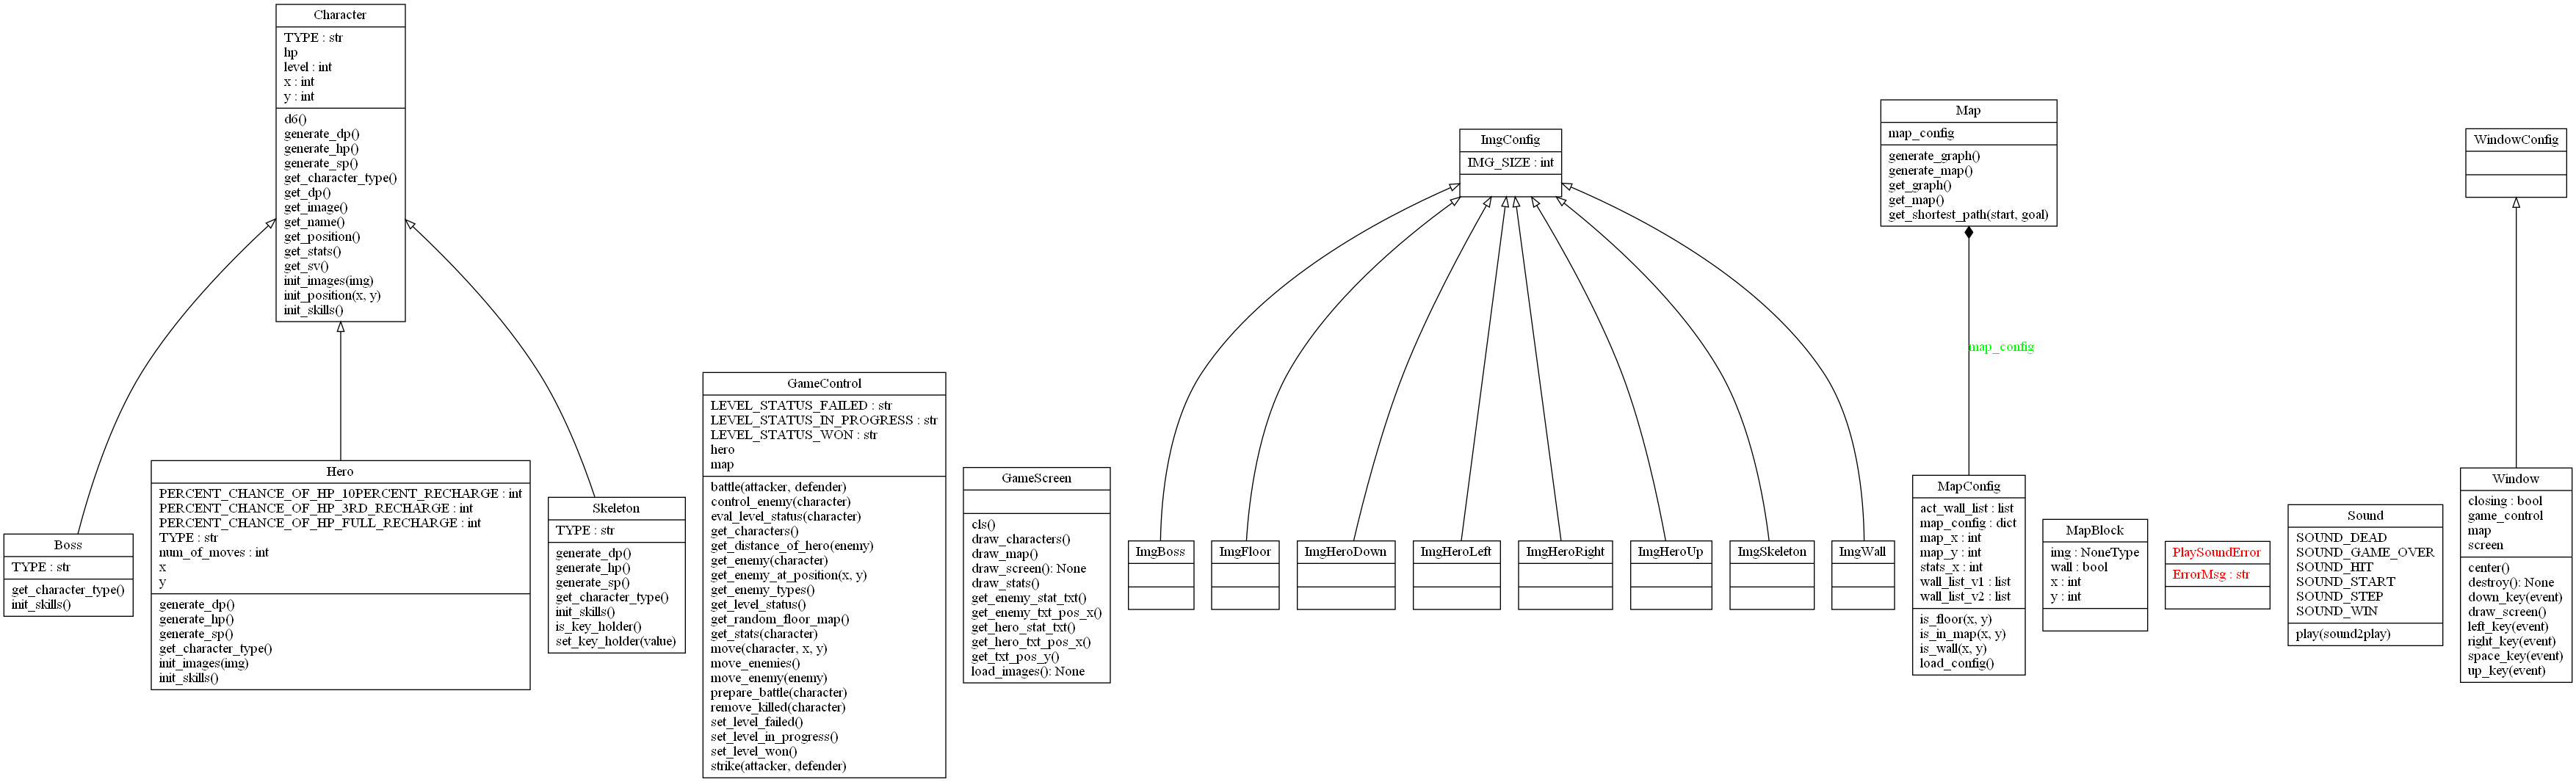 Character
TYPE : str
hp
level : int
x : int
y : int
d6()
generate_dp()
generate_hp()
generate_sp()
get_character_type()
get_dp()
get_image()
get_name()
get_position()
get_stats()
get_sv()
init_images(img)
init_position(x, y)
init_skills()
Boss
TYPE : str
get_character_type()
init_skills()
Hero
PERCENT_CHANCE_OF_HP_10PERCENT_RECHARGE : int
PERCENT_CHANCE_OF_HP_3RD_RECHARGE : int
PERCENT_CHANCE_OF_HP_FULL_RECHARGE : int
TYPE : str
num_of_moves : int
x
y
generate_dp()
generate_hp()
generate_sp()
get_character_type()
init_images(img)
init_skills()
Skeleton
TYPE : str
generate_dp()
generate_hp()
generate_sp()
get_character_type()
init_skills()
is_key_holder()
set_key_holder(value)
GameControl
LEVEL_STATUS_FAILED : str
LEVEL_STATUS_IN_PROGRESS : str
LEVEL_STATUS_WON : str
hero
map
battle(attacker, defender)
control_enemy(character)
eval_level_status(character)
get_characters()
get_distance_of_hero(enemy)
get_enemy(character)
get_enemy_at_position(x, y)
get_enemy_types()
get_level_status()
get_random_floor_map()
get_stats(character)
move(character, x, y)
move_enemies()
move_enemy(enemy)
prepare_battle(character)
remove_killed(character)
set_level_failed()
set_level_in_progress()
set_level_won()
strike(attacker, defender)
GameScreen
cls()
draw_characters()
draw_map()
draw_screen(): None
draw_stats()
get_enemy_stat_txt()
get_enemy_txt_pos_x()
get_hero_stat_txt()
get_hero_txt_pos_x()
get_txt_pos_y()
load_images(): None
ImgConfig
IMG_SIZE : int
ImgBoss
ImgFloor
ImgHeroDown
ImgHeroLeft
ImgHeroRight
ImgHeroUp
ImgSkeleton
ImgWall
Map
map_config
generate_graph()
generate_map()
get_graph()
get_map()
get_shortest_path(start, goal)
map_config
MapConfig
act_wall_list : list
map_config : dict
map_x : int
map_y : int
stats_x : int
wall_list_v1 : list
wall_list_v2 : list
is_floor(x, y)
is_in_map(x, y)
is_wall(x, y)
load_config()
MapBlock
img : NoneType
wall : bool
x : int
y : int
PlaySoundError
ErrorMsg : str
Sound
SOUND_DEAD
SOUND_GAME_OVER
SOUND_HIT
SOUND_START
SOUND_STEP
SOUND_WIN
play(sound2play)
WindowConfig
Window
closing : bool
game_control
map
screen
center()
destroy(): None
down_key(event)
draw_screen()
left_key(event)
right_key(event)
space_key(event)
up_key(event)